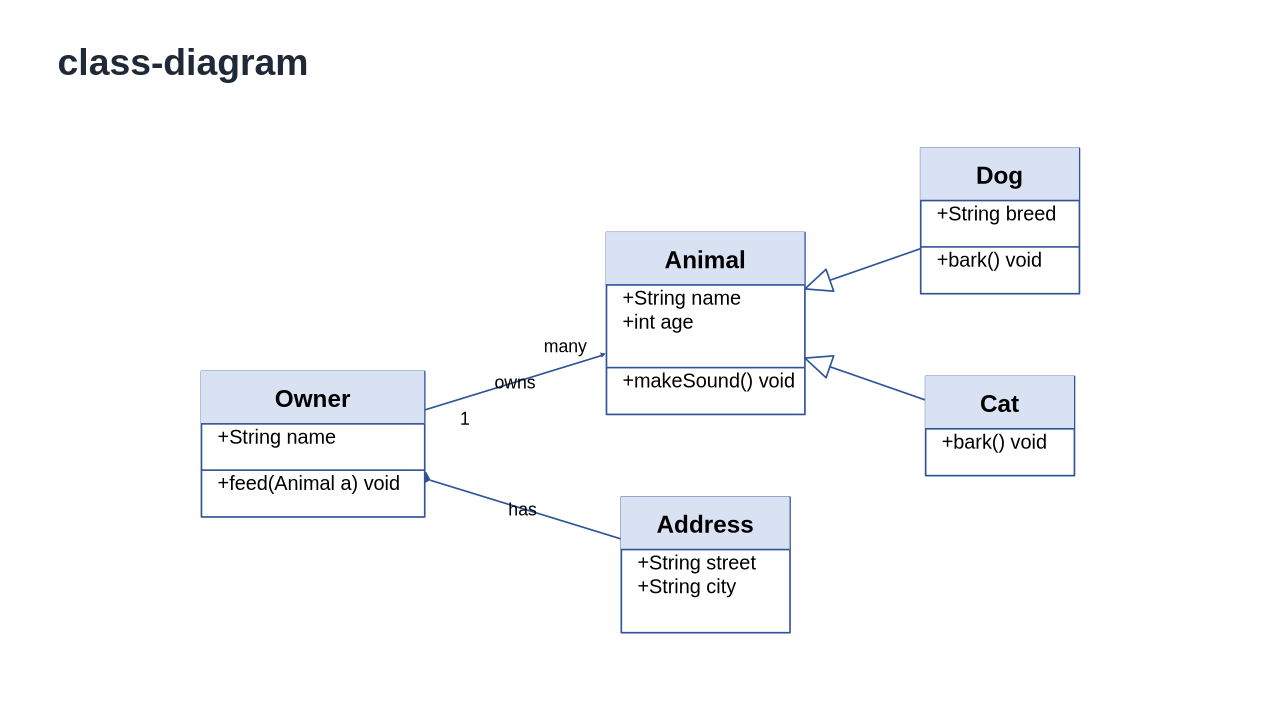 class-diagram
Dog
+String breed
+bark() void
Animal
+String name
+int age
+makeSound() void
many
owns
1
Owner
+String name
+feed(Animal a) void
Cat
+bark() void
has
Address
+String street
+String city